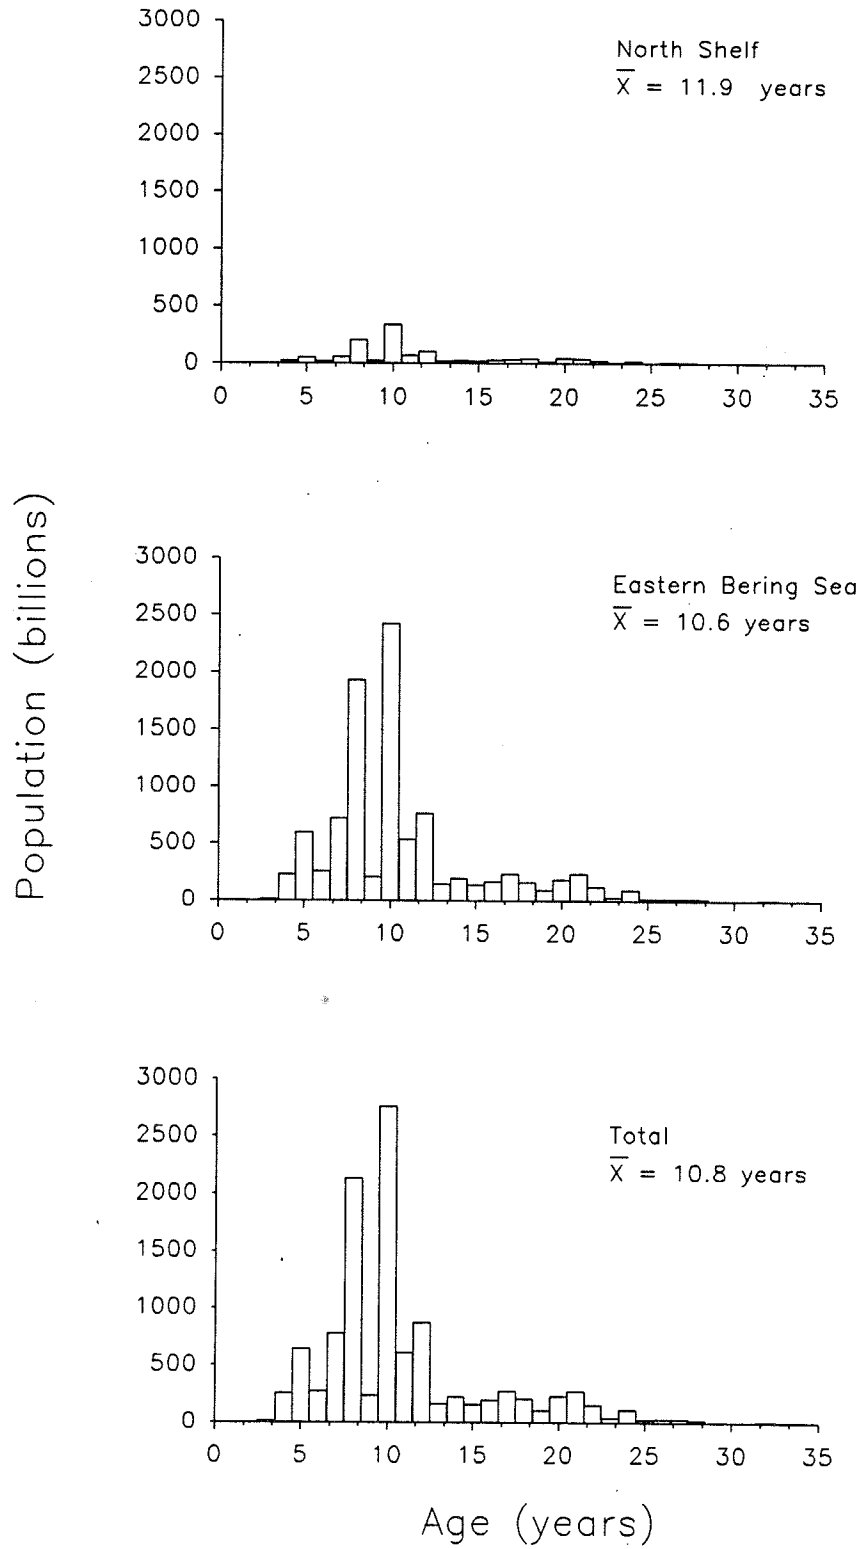 3000
2500
2000
1500
1000
500
0
North Shelf
X̅ = 11.9 years
0 5 10 15 20 25 30 35
Population (billions)
3000
2500
2000
1500
1000
500
0
Eastern Bering Sea
X̅ = 10.6 years
0 5 10 15 20 25 30 35
3000
2500
2000
1500
1000
500
0
Total
X̅ = 10.8 years
0 5 10 15 20 25 30 35
Age (years)